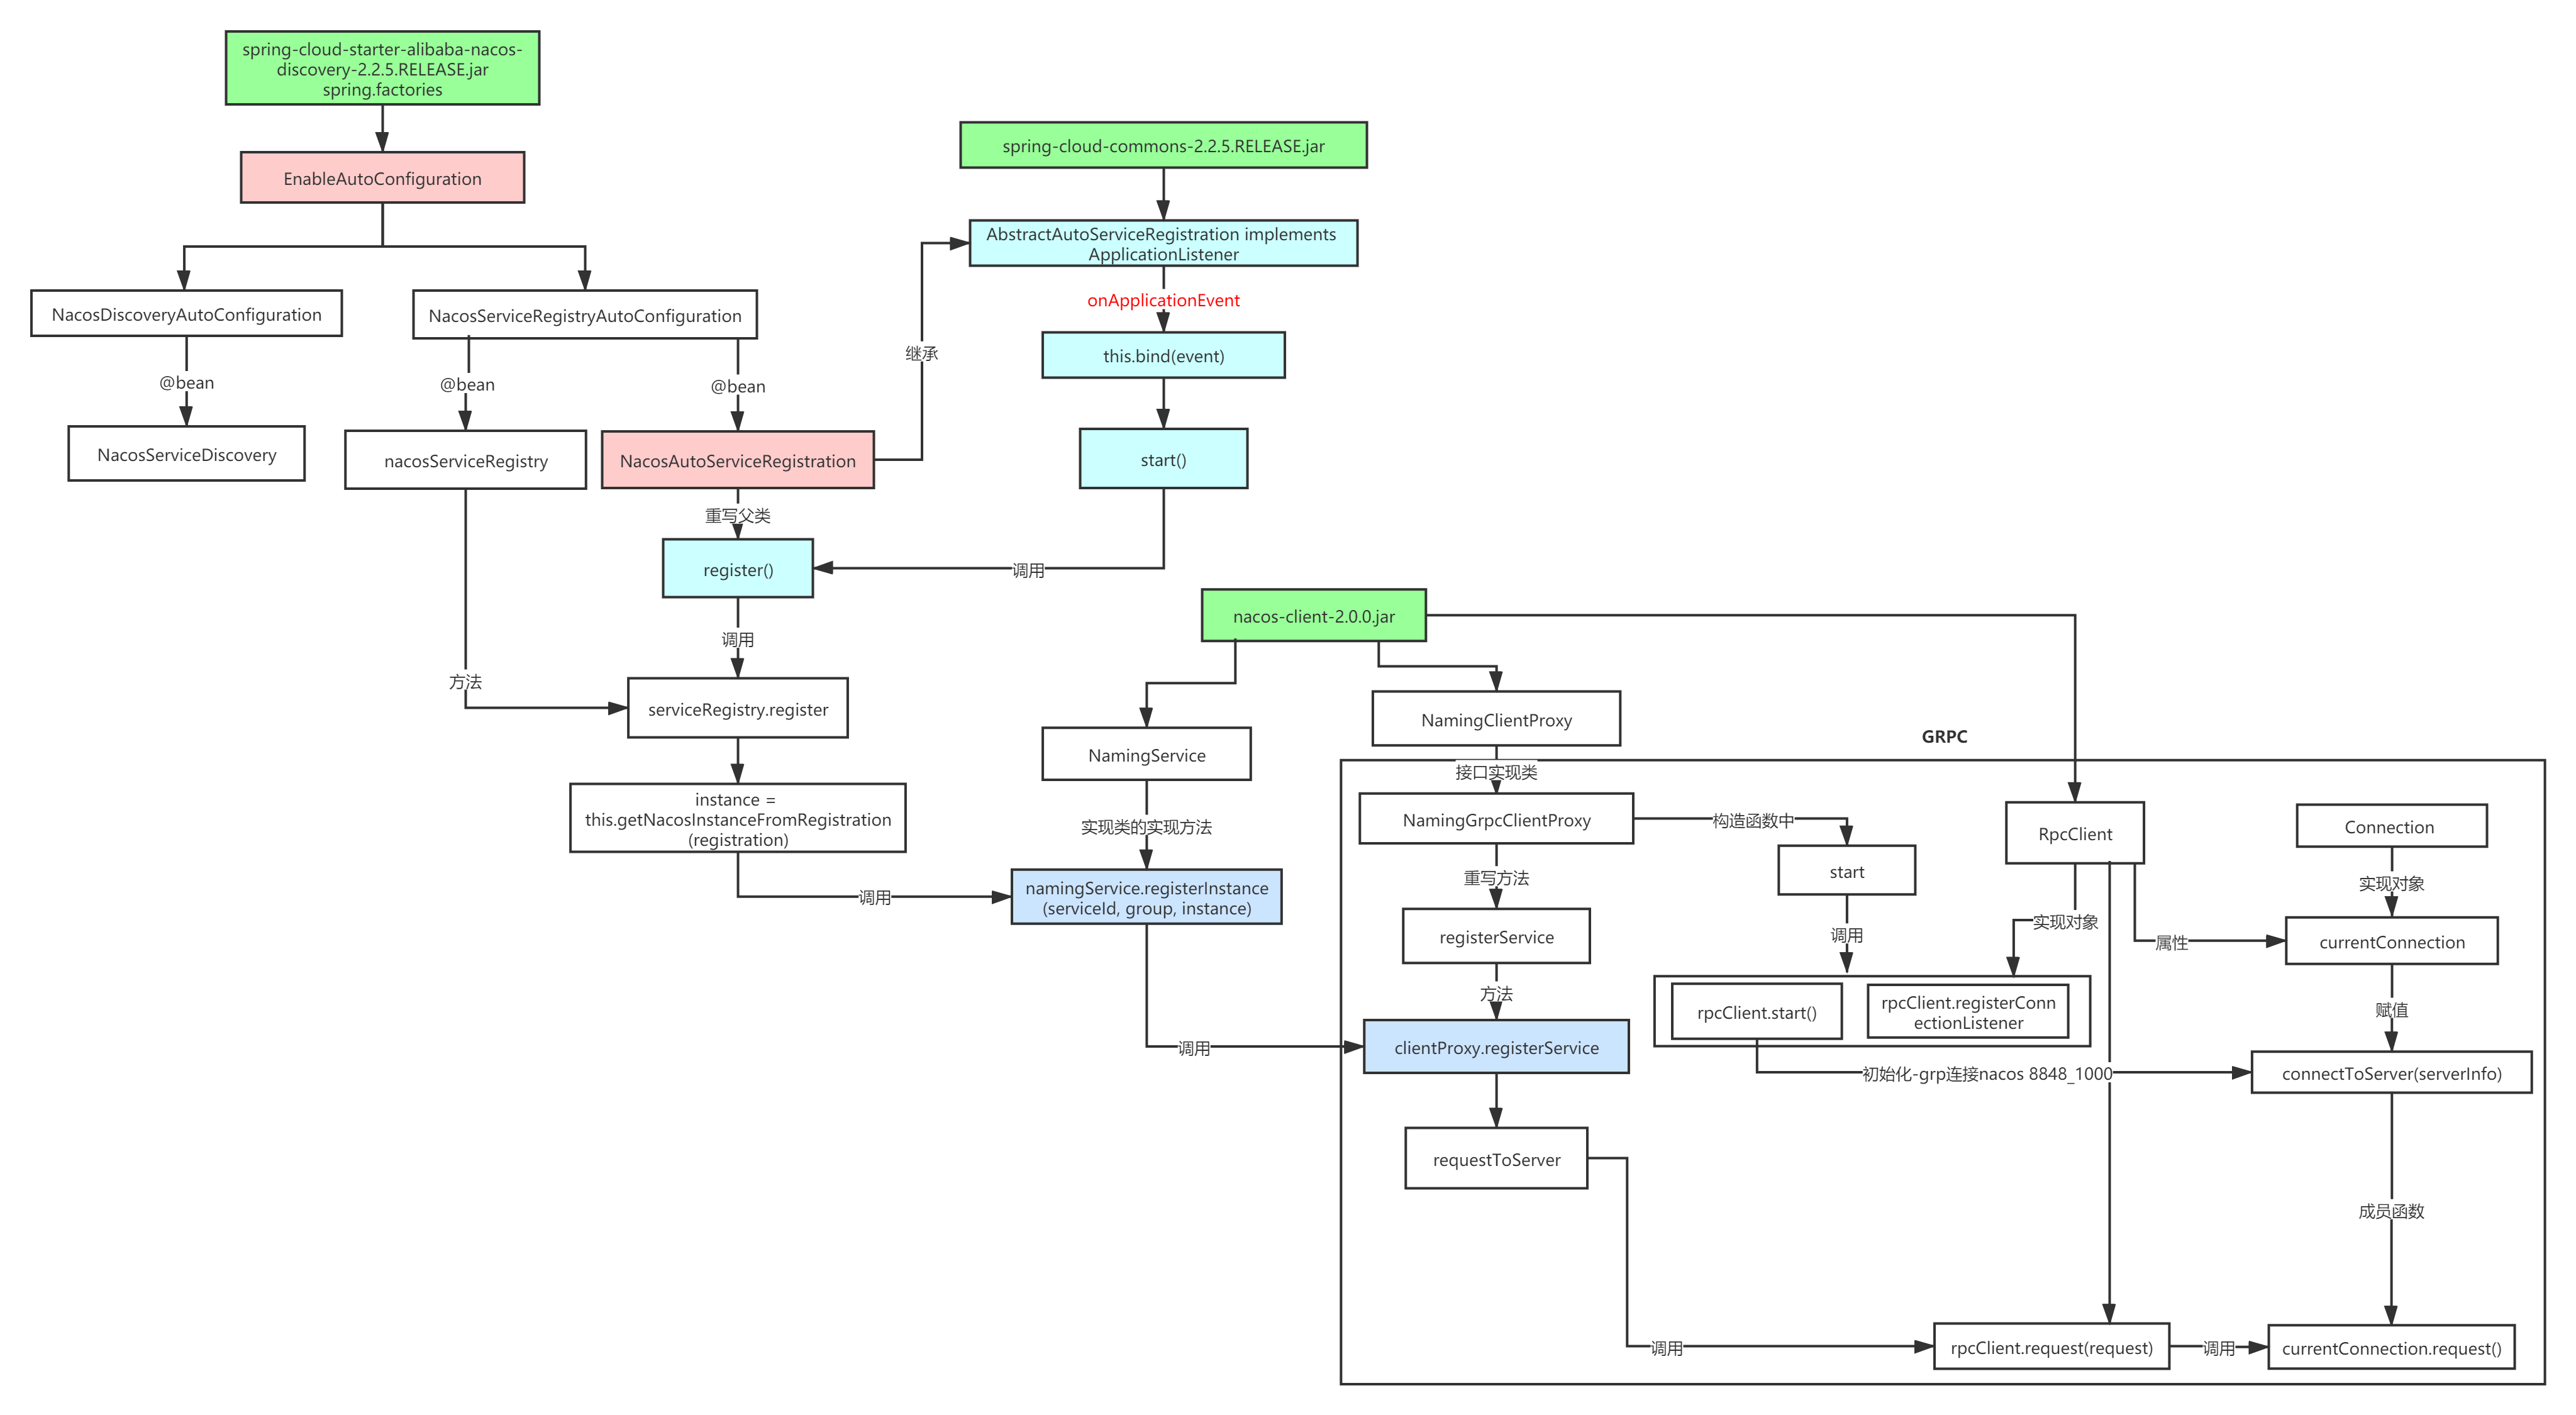 spring-cloud-starter-alibaba-nacos-
discovery-2.2.5.RELEASE.jar
spring.factories
EnableAutoConfiguration
NacosDiscoveryAutoConfiguration
NacosServiceRegistryAutoConfiguration
@bean
@bean
@bean
NacosServiceDiscovery
nacosServiceRegistry
NacosAutoServiceRegistration
继承
spring-cloud-commons-2.2.5.RELEASE.jar
AbstractAutoServiceRegistration implements
ApplicationListener
onApplicationEvent
this.bind(event)
start()
重写父类
register()
调用
调用
方法
serviceRegistry.register
instance =
this.getNacosInstanceFromRegistration
(registration)
调用
nacos-client-2.0.0.jar
NamingService
实现类的实现方法
namingService.registerInstance
(serviceId, group, instance)
调用
NamingClientProxy
GRPC
接口实现类
NamingGrpcClientProxy
构造函数中
重写方法
registerService
方法
clientProxy.registerService
requestToServer
调用
start
调用
rpcClient.start()
rpcClient.registerConn
ectionListener
RpcClient
实现对象
属性
初始化-grp连接nacos 8848_1000
Connection
实现对象
currentConnection
赋值
connectToServer(serverInfo)
成员函数
rpcClient.request(request)
调用
currentConnection.request()